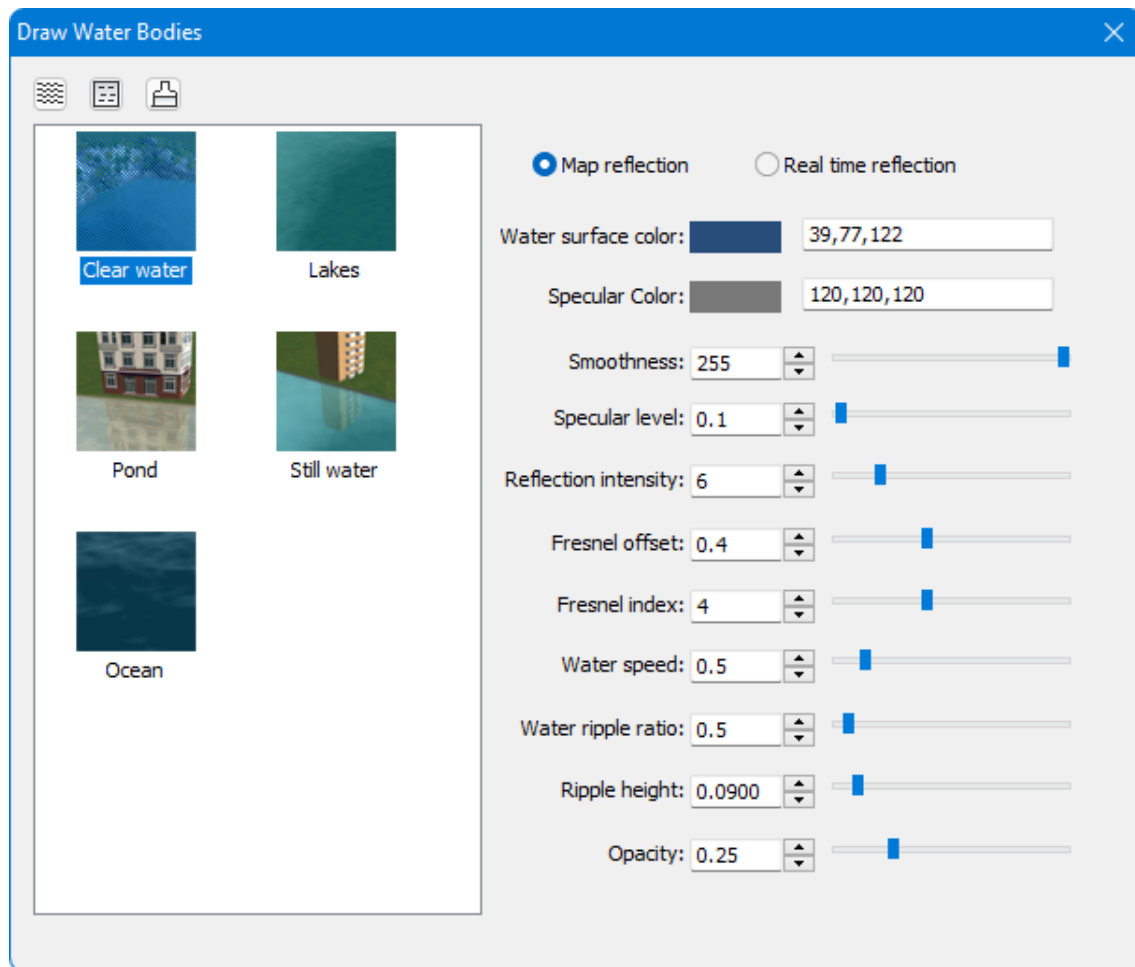 Draw Water Bodies
Clear water
Lakes
Pond
Still water
Ocean
Map reflection
Real time reflection
Water surface color: 39,77,122
Specular Color: 120,120,120
Smoothness: 255
Specular level: 0.1
Reflection intensity: 6
Fresnel offset: 0.4
Fresnel index: 4
Water speed: 0.5
Water ripple ratio: 0.5
Ripple height: 0.0900
Opacity: 0.25